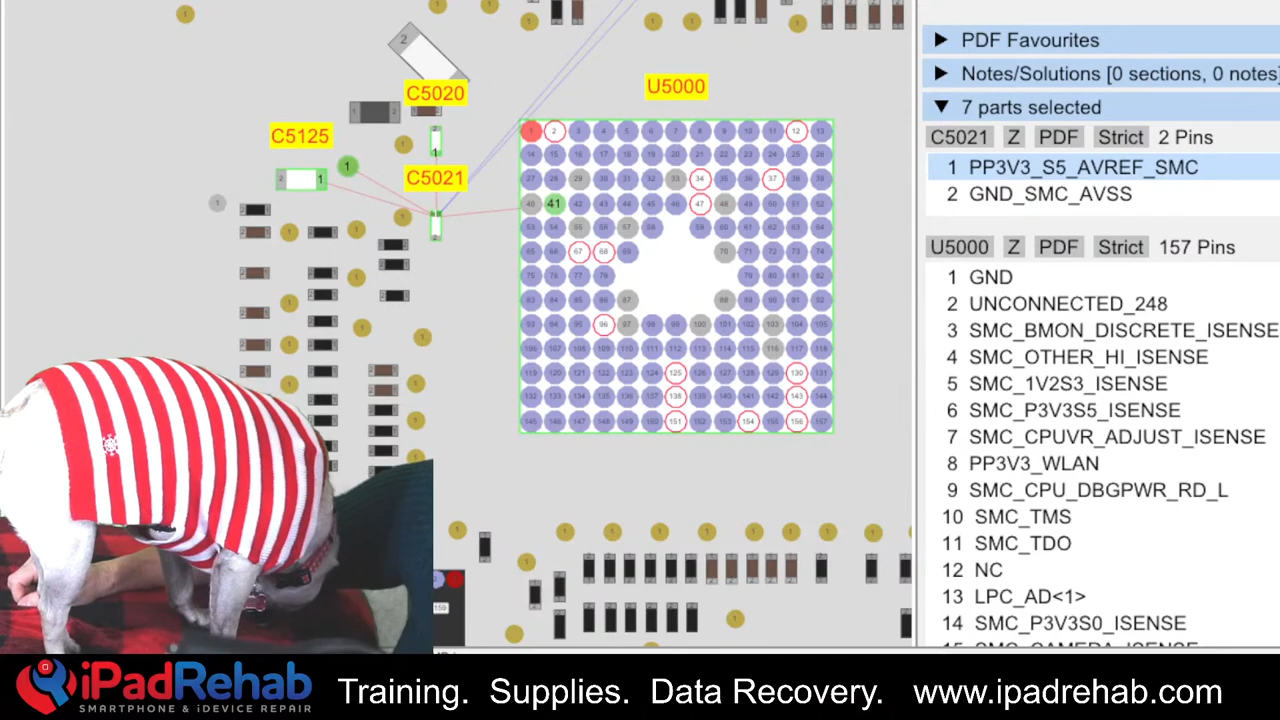 C5020
C5125
C5021
U5000
PDF Favourites
Notes/Solutions [0 sections, 0 notes]
7 parts selected
C5021 Z PDF Strict 2 Pins
1 PP3V3_S5_AVREF_SMC
2 GND_SMC_AVSS
U5000 Z PDF Strict 157 Pins
1 GND
2 UNCONNECTED_248
3 SMC_BMON_DISCRETE_ISENSE
4 SMC_OTHER_HI_ISENSE
5 SMC_1V2S3_ISENSE
6 SMC_P3V3S5_ISENSE
7 SMC_CPUVR_ADJUST_ISENSE
8 PP3V3_WLAN
9 SMC_CPU_DBGPWR_RD_L
10 SMC_TMS
11 SMC_TDO
12 NC
13 LPC_AD<1>
14 SMC_P3V3S0_ISENSE
15 SMC_CAMERA_ISENSE
iPadRehab
SMARTPHONE & iDEVICE REPAIR
Training. Supplies. Data Recovery. www.ipadrehab.com